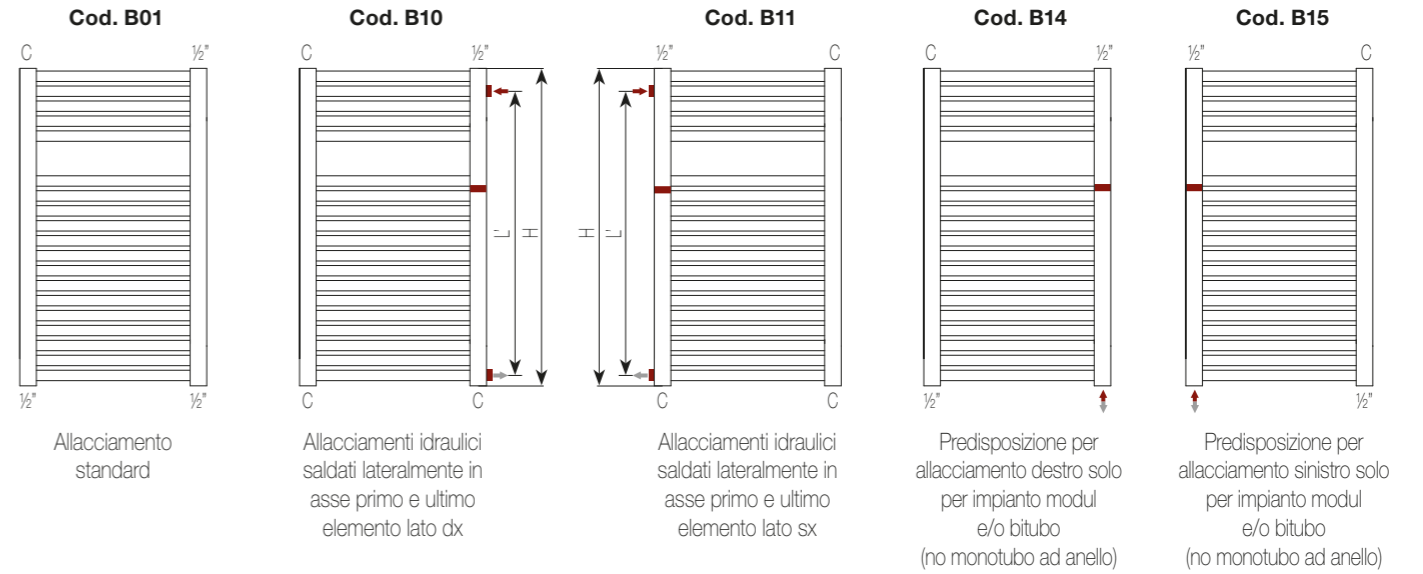 Cod. B01
Cod. B10
Cod. B11
Cod. B14
Cod. B15
C ½"
C ½"
½" C
C ½"
½" C
L' H
H L'
½" ½"
C C
C C
½"
½"
Allacciamento
standard
Allacciamenti idraulici
saldati lateralmente in
asse primo e ultimo
elemento lato dx
Allacciamenti idraulici
saldati lateralmente in
asse primo e ultimo
elemento lato sx
Predisposizione per
allacciamento destro solo
per impianto modul
e/o bitubo
(no monotubo ad anello)
Predisposizione per
allacciamento sinistro solo
per impianto modul
e/o bitubo
(no monotubo ad anello)